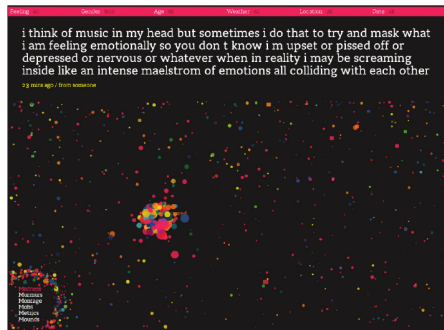 Feeling Gender Age Weather Location Date
i think of music in my head but sometimes i do that to try and mask what
i am feeling emotionally so you don t know i m upset or pissed off or
depressed or nervous or whatever when in reality i may be screaming
inside like an intense maelstrom of emotions all colliding with each other
23 mins ago / from someone
Madness
Murmurs
Montage
Mobs
Metrics
Mounds